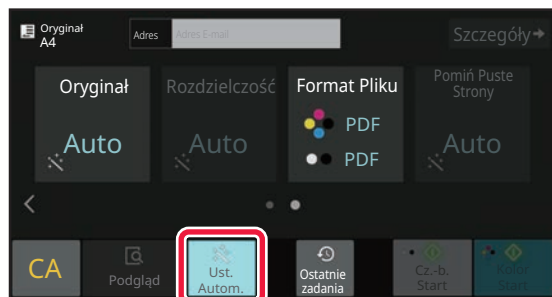 Oryginał
A4
Adres
Adres E-mail
Szczegóły
Oryginał
Auto
Rozdzielczość
Auto
Format Pliku
PDF
PDF
Pomiń Puste
Strony
Auto
CA
Podgląd
Ust.
Autom.
Ostatnie
zadania
Cz.-b.
Start
Kolor
Start